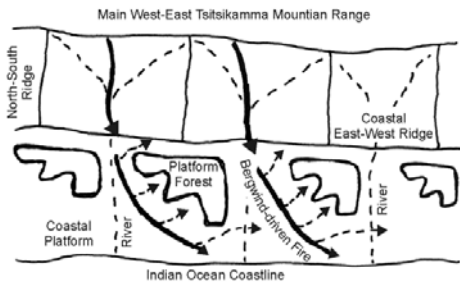 Main West-East Tsitsikamma Mountian Range
North-South
Ridge
Coastal
East-West Ridge
Platform
Forest
Bergwind-driven Fire
River
Coastal
Platform
River
Indian Ocean Coastline